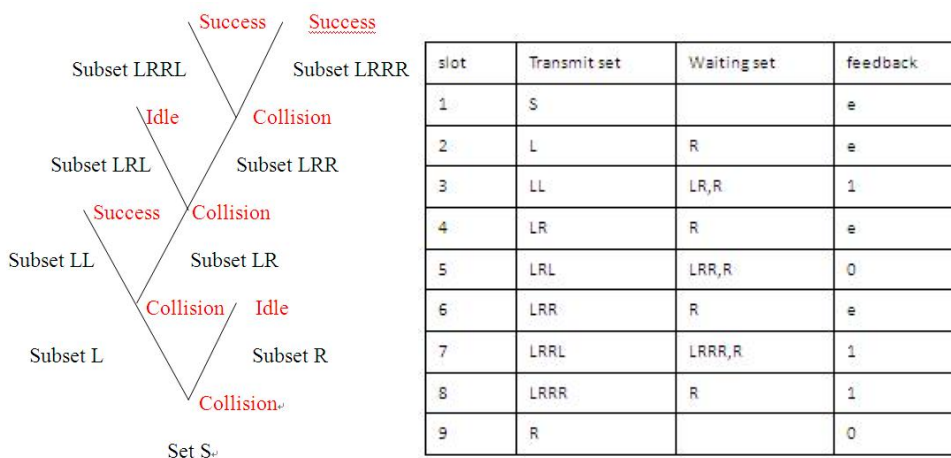 Success Success
Subset LRRL Subset LRRR
Idle Collision
Subset LRL Subset LRR
Success Collision
Subset LL Subset LR
Collision Idle
Subset L Subset R
Collision
Set S
slot Transmit set Waiting set feedback
1 S e
2 L R e
3 LL LR,R 1
4 LR R e
5 LRL LRR,R 0
6 LRR R e
7 LRRL LRRR,R 1
8 LRRR R 1
9 R 0